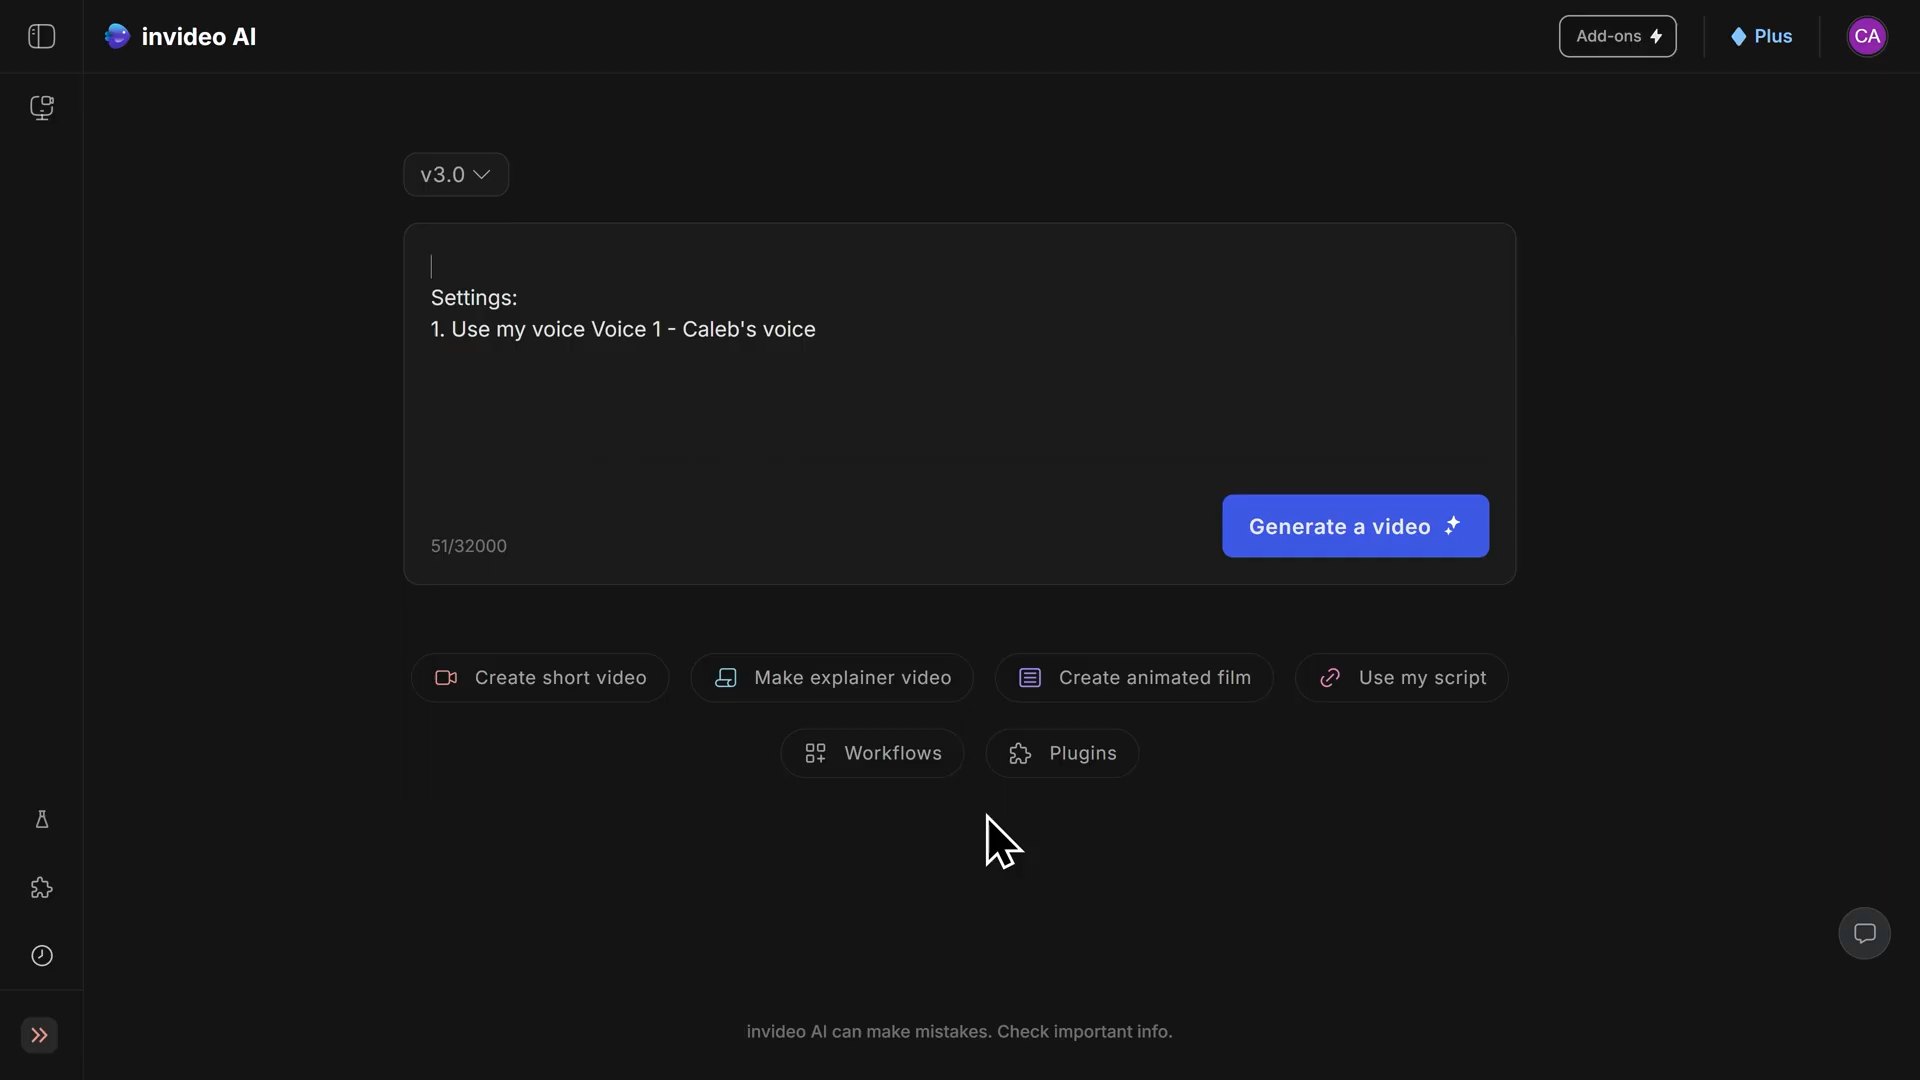 invideo AI
Add-ons
Plus
CA
v3.0
Settings:
1. Use my voice Voice 1 - Caleb's voice
51/32000
Generate a video
Create short video
Make explainer video
Create animated film
Use my script
Workflows
Plugins
invideo AI can make mistakes. Check important info.